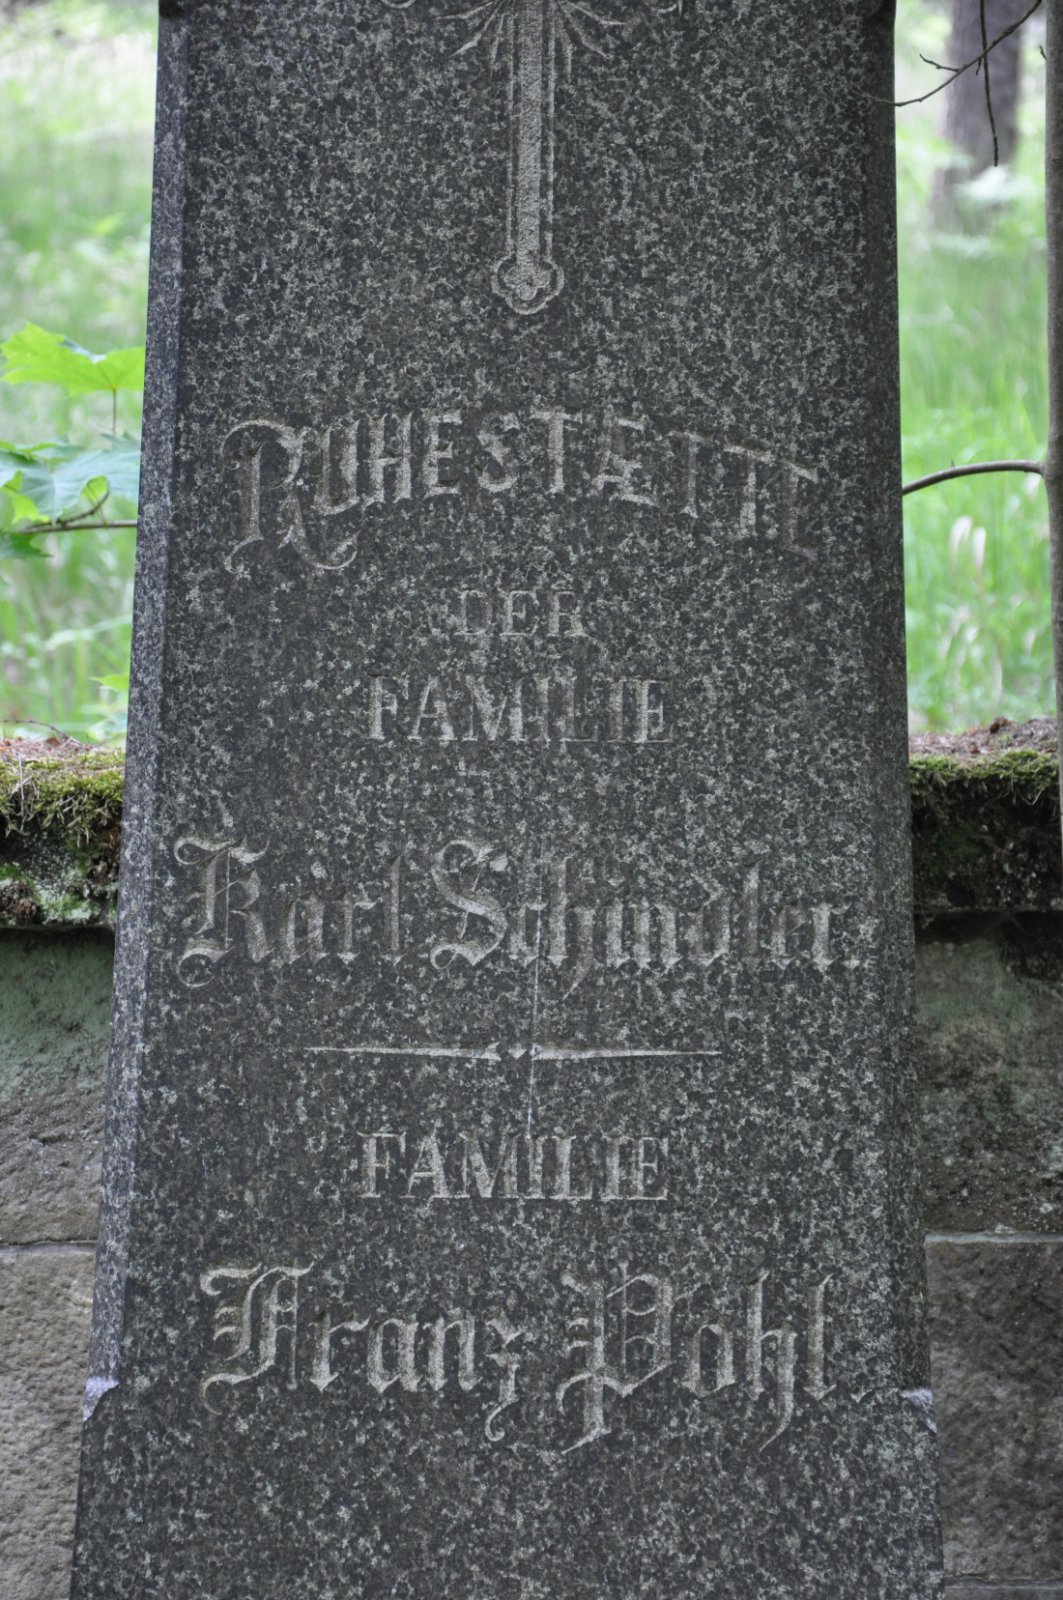 RUHESTÆTTE
DER
FAMILIE
Karl Schindler.
FAMILIE
Franz Pohl